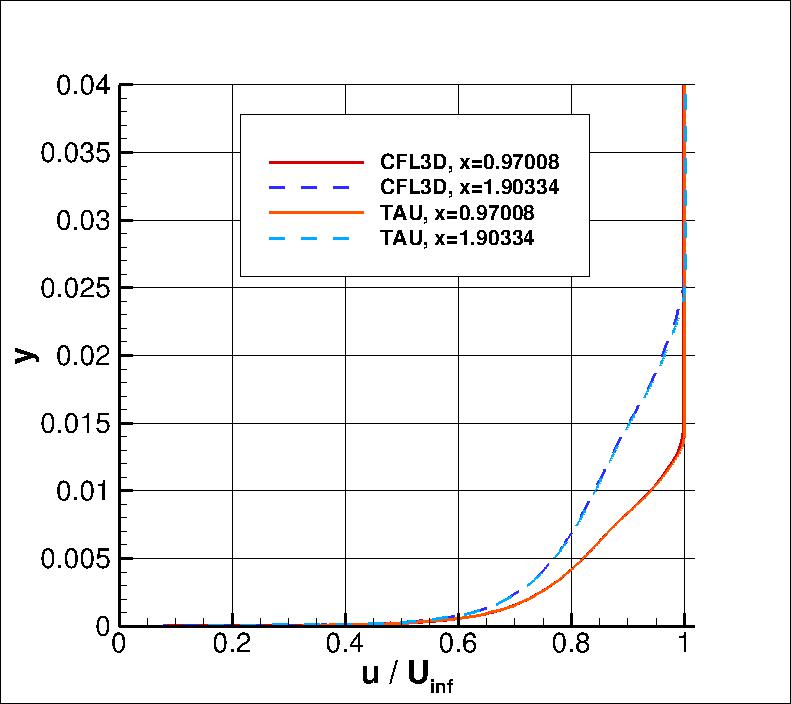 0.04
0.035
0.03
0.025
0.02
0.015
0.01
0.005
0
y
CFL3D, x=0.97008
CFL3D, x=1.90334
TAU, x=0.97008
TAU, x=1.90334
0 0.2 0.4 0.6 0.8 1
u / Uinf